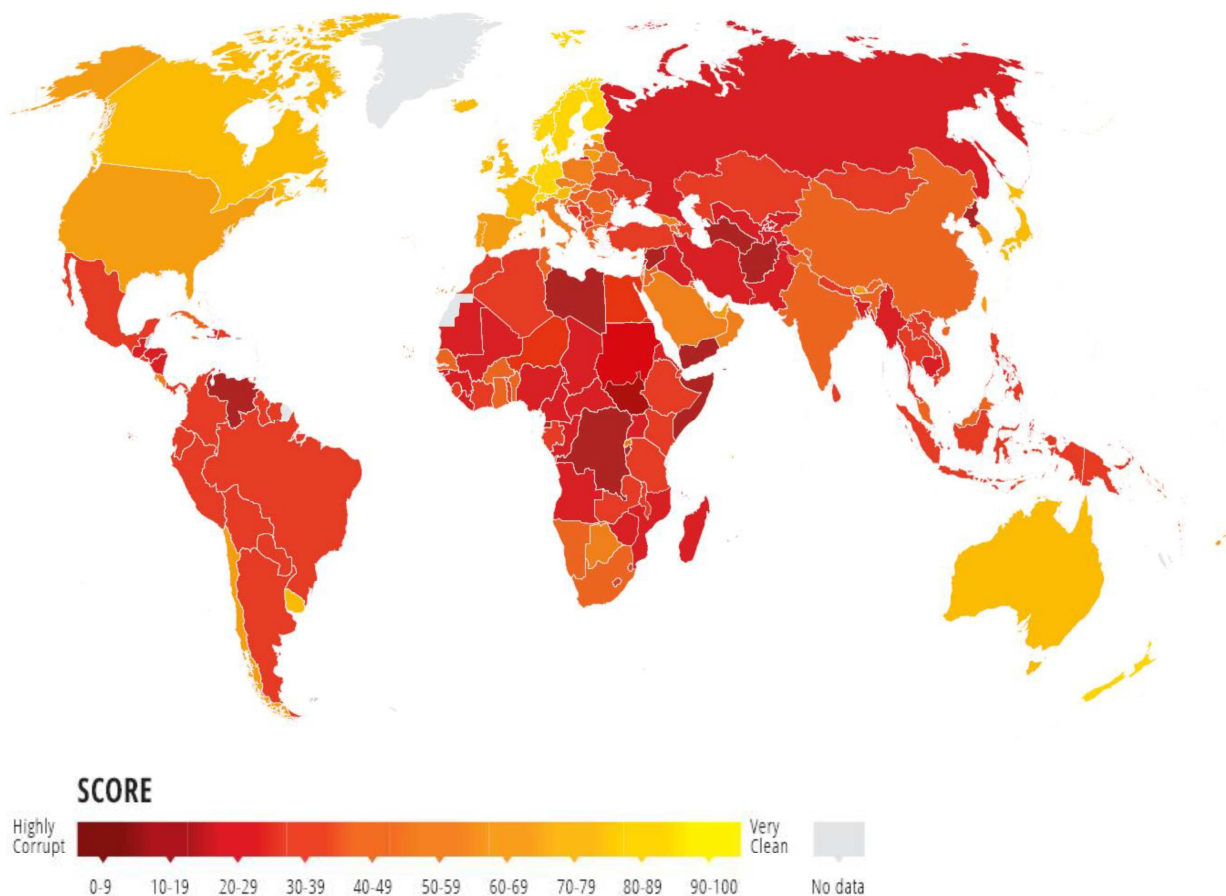 SCORE
Highly
Corrupt
Very
Clean
0-9 10-19 20-29 30-39 40-49 50-59 60-69 70-79 80-89 90-100 No data